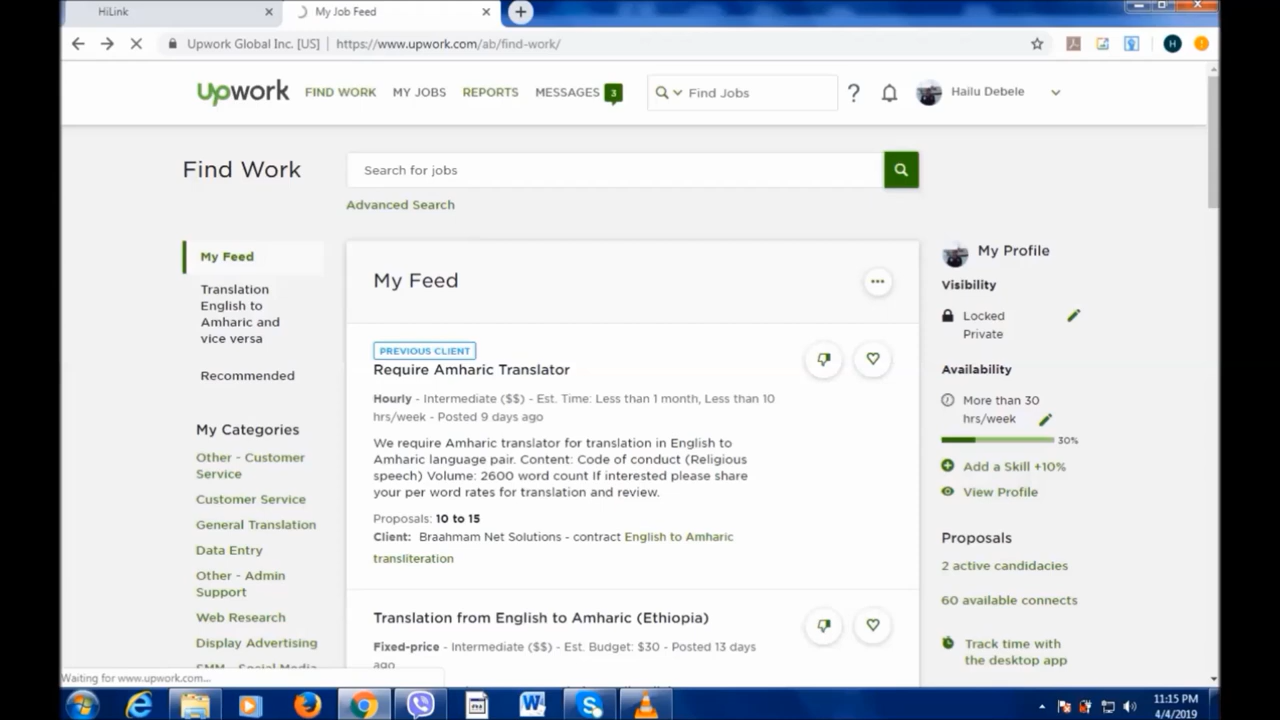 HiLink
My Job Feed
Upwork Global Inc. [US] https://www.upwork.com/ab/find-work/
H
upwork FIND WORK MY JOBS REPORTS MESSAGES 3 Find Jobs ? Hailu Debele
Find Work
Search for jobs
Advanced Search
My Feed
Translation
English to
Amharic and
vice versa
Recommended
My Categories
Other - Customer
Service
Customer Service
General Translation
Data Entry
Other - Admin
Support
Web Research
Display Advertising
SMM - Social Media
My Feed
PREVIOUS CLIENT
Require Amharic Translator
Hourly - Intermediate ($$) - Est. Time: Less than 1 month, Less than 10
hrs/week - Posted 9 days ago
We require Amharic translator for translation in English to
Amharic language pair. Content: Code of conduct (Religious
speech) Volume: 2600 word count If interested please share
your per word rates for translation and review.
Proposals: 10 to 15
Client: Braahmam Net Solutions - contract English to Amharic
transliteration
Translation from English to Amharic (Ethiopia)
Fixed-price - Intermediate ($$) - Est. Budget: $30 - Posted 13 days
ago
My Profile
Visibility
Locked
Private
Availability
More than 30
hrs/week
30%
Add a Skill +10%
View Profile
Proposals
2 active candidacies
60 available connects
Track time with
the desktop app
Waiting for www.upwork.com...
11:15 PM
4/4/2019